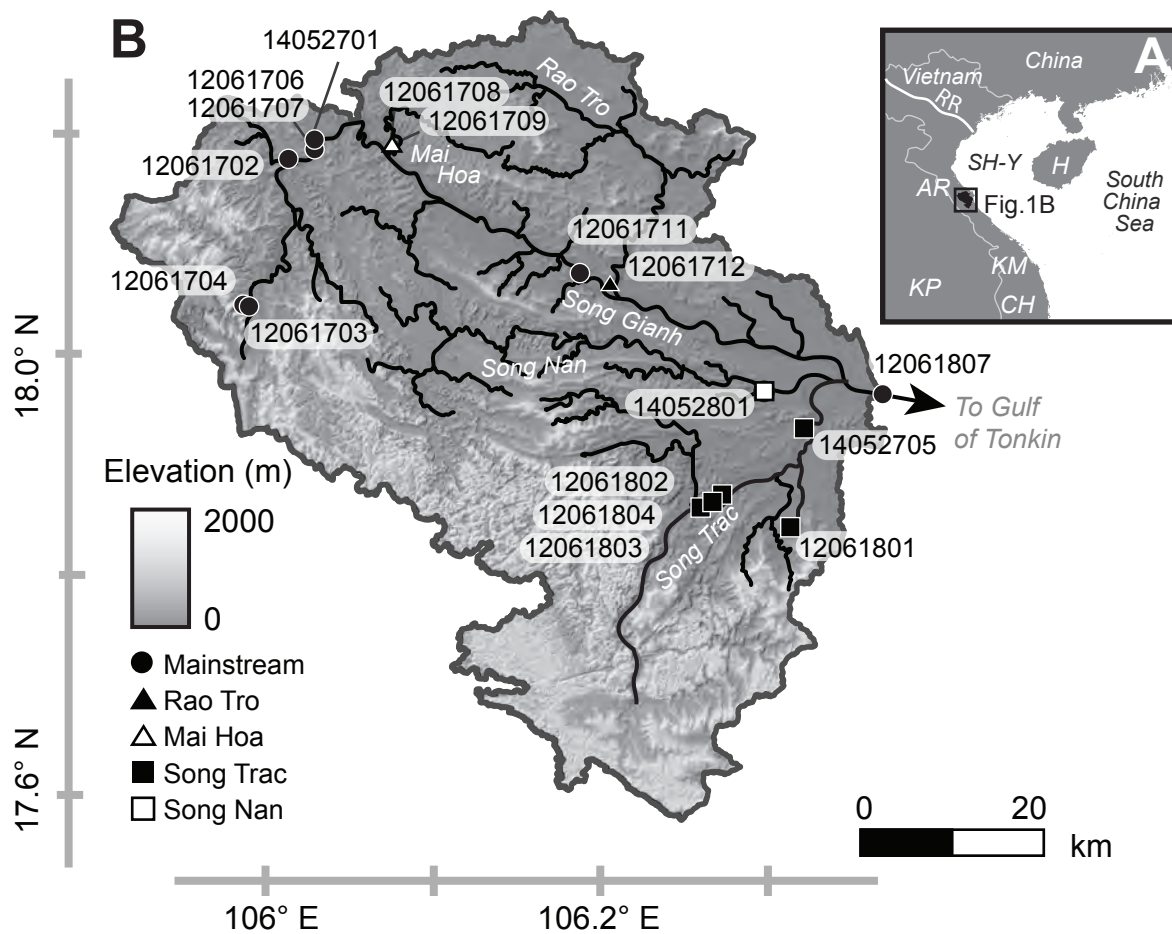 B
14052701
12061706
12061707
12061702
12061708
12061709
Rao Tro
Mai
Hoa
12061711
12061712
12061704
12061703
Song Gianh
Song Nan
12061807
14052801
To Gulf
of Tonkin
14052705
12061802
12061804
12061803
Song Trac
12061801
A
China
Vietnam
RR
SH-Y
H
AR
Fig.1B
South
China
Sea
KM
KP
CH
18.0° N
17.6° N
Elevation (m)
2000
0
Mainstream
Rao Tro
Mai Hoa
Song Trac
Song Nan
0
20
km
106° E
106.2° E